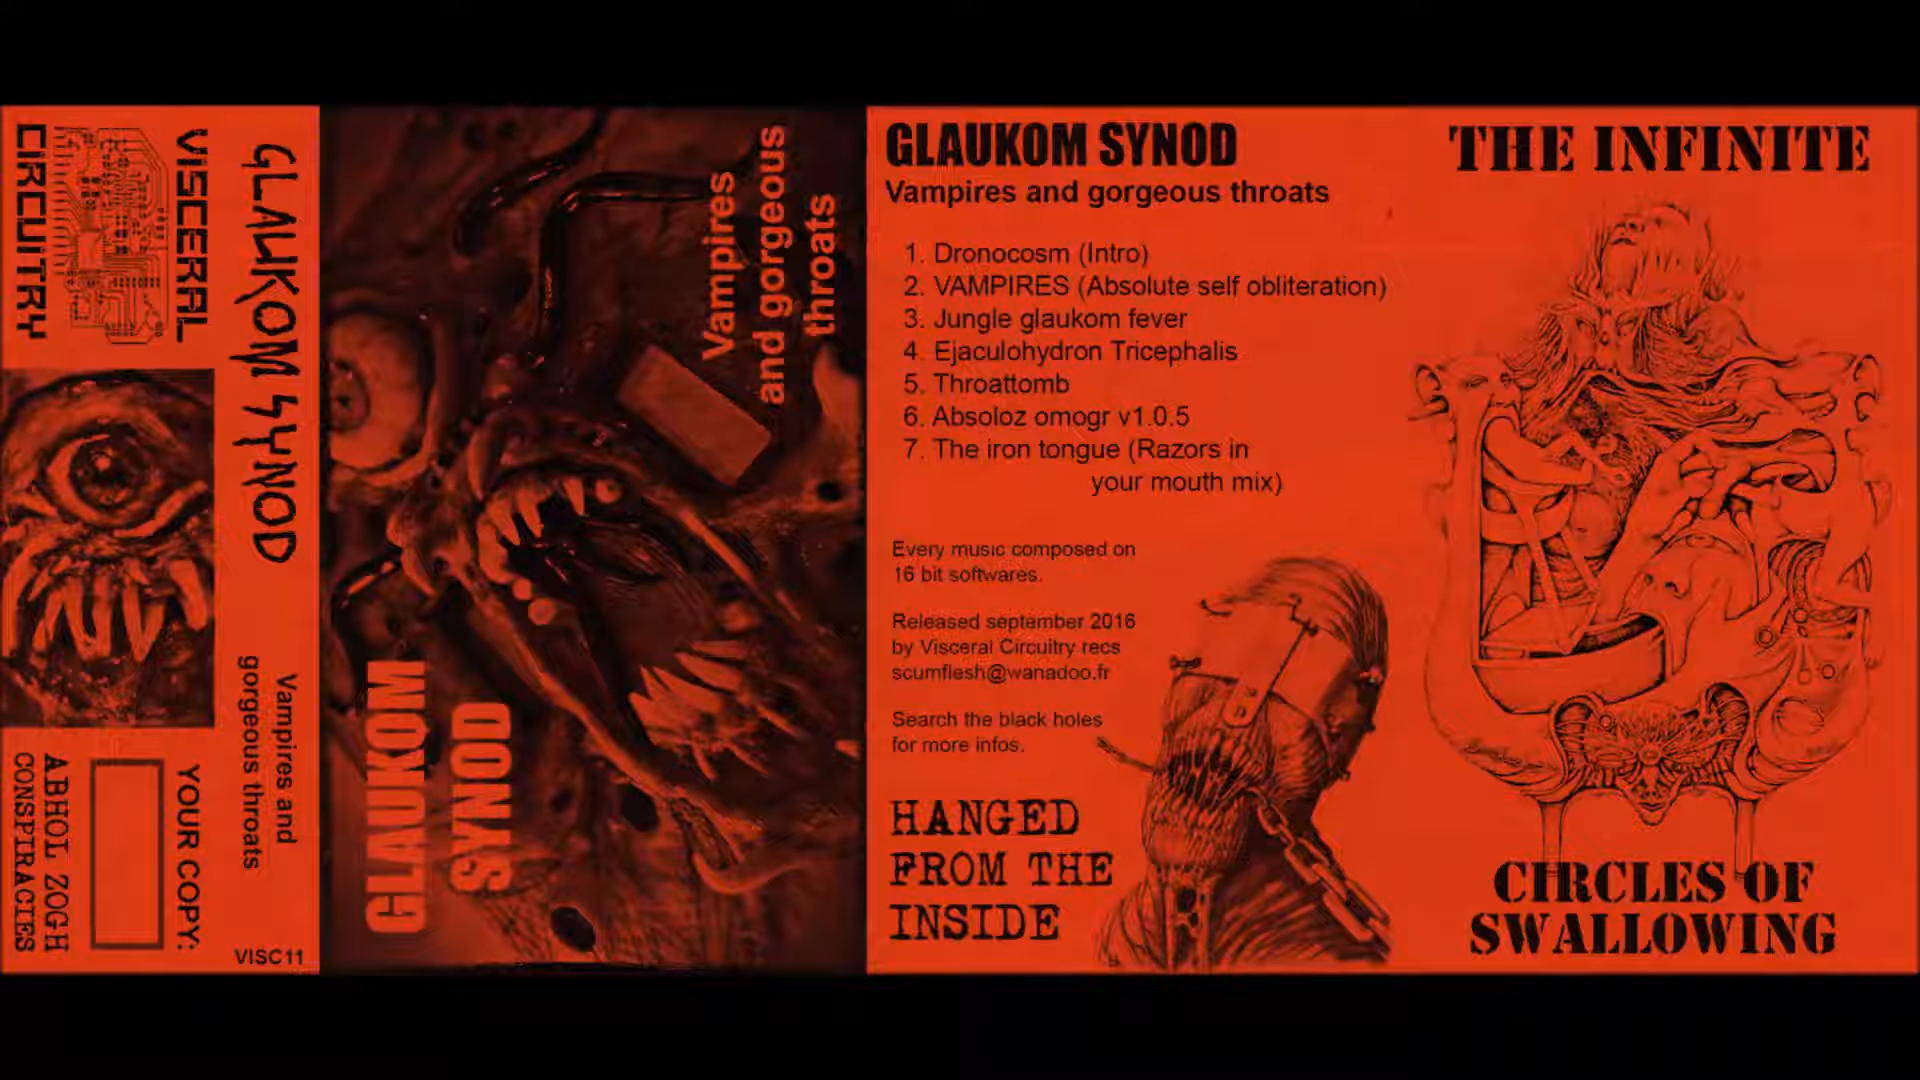 VISCERAL
CIRCUITRY
YOUR COPY:
ABHOL ZOGH
CONSPIRACIES
GLAUKOM SYNOD
Vampires and
gorgeous throats
VISC11
Vampires
and gorgeous
throats
GLAUKOM
SYNOD
GLAUKOM SYNOD
Vampires and gorgeous throats
1. Dronocosm (Intro)
2. VAMPIRES (Absolute self obliteration)
3. Jungle glaukom fever
4. Ejaculohydron Tricephalis
5. Throattomb
6. Absoloz omogr v1.0.5
7. The iron tongue (Razors in
your mouth mix)
Every music composed on
16 bit softwares.
Released september 2016
by Visceral Circuitry recs
scumflesh@wanadoo.fr
Search the black holes
for more infos.
HANGED
FROM THE
INSIDE
THE INFINITE
CIRCLES OF
SWALLOWING